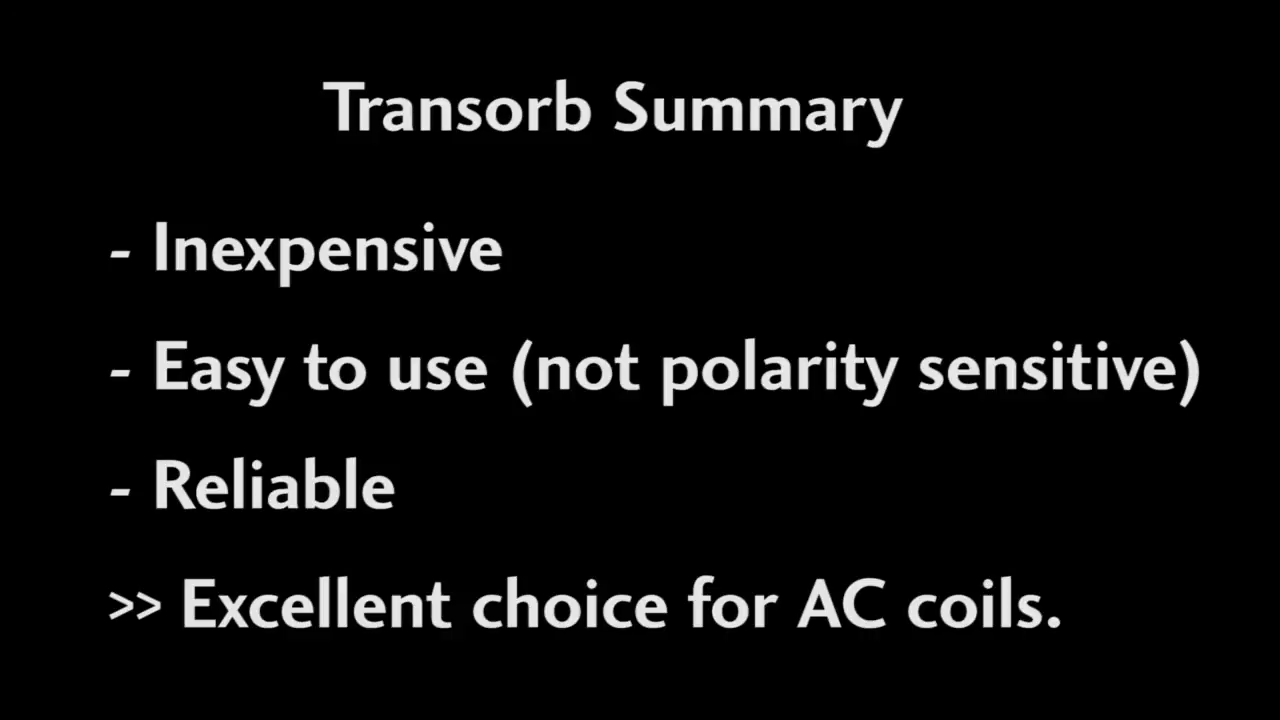 Transorb Summary
- Inexpensive
- Easy to use (not polarity sensitive)
- Reliable
>> Excellent choice for AC coils.